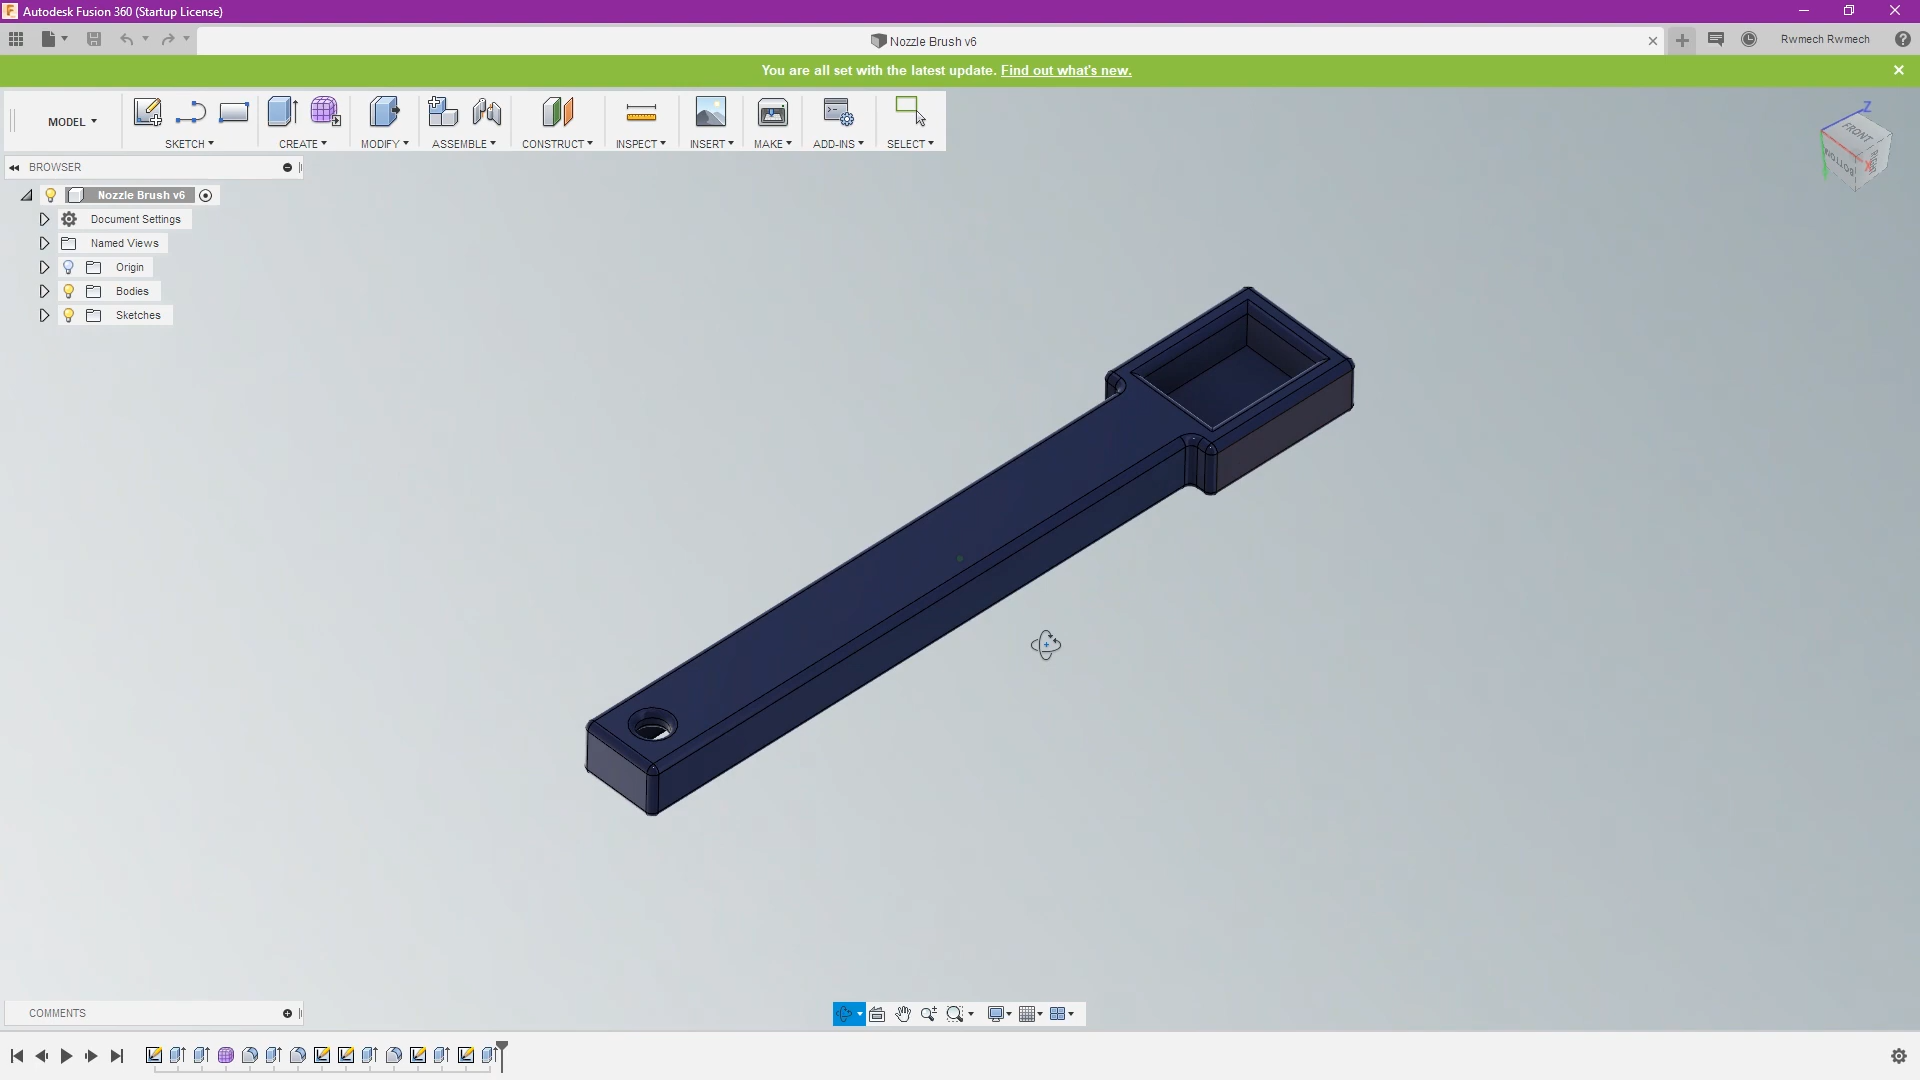 Autodesk Fusion 360 (Startup License)
Nozzle Brush v6
Rwmech Rwmech
You are all set with the latest update. Find out what's new.
MODEL
SKETCH
CREATE
MODIFY
ASSEMBLE
CONSTRUCT
INSPECT
INSERT
MAKE
ADD-INS
SELECT
Z
FRONT
BOTTOM
X
BROWSER
Nozzle Brush v6
Document Settings
Named Views
Origin
Bodies
Sketches
COMMENTS